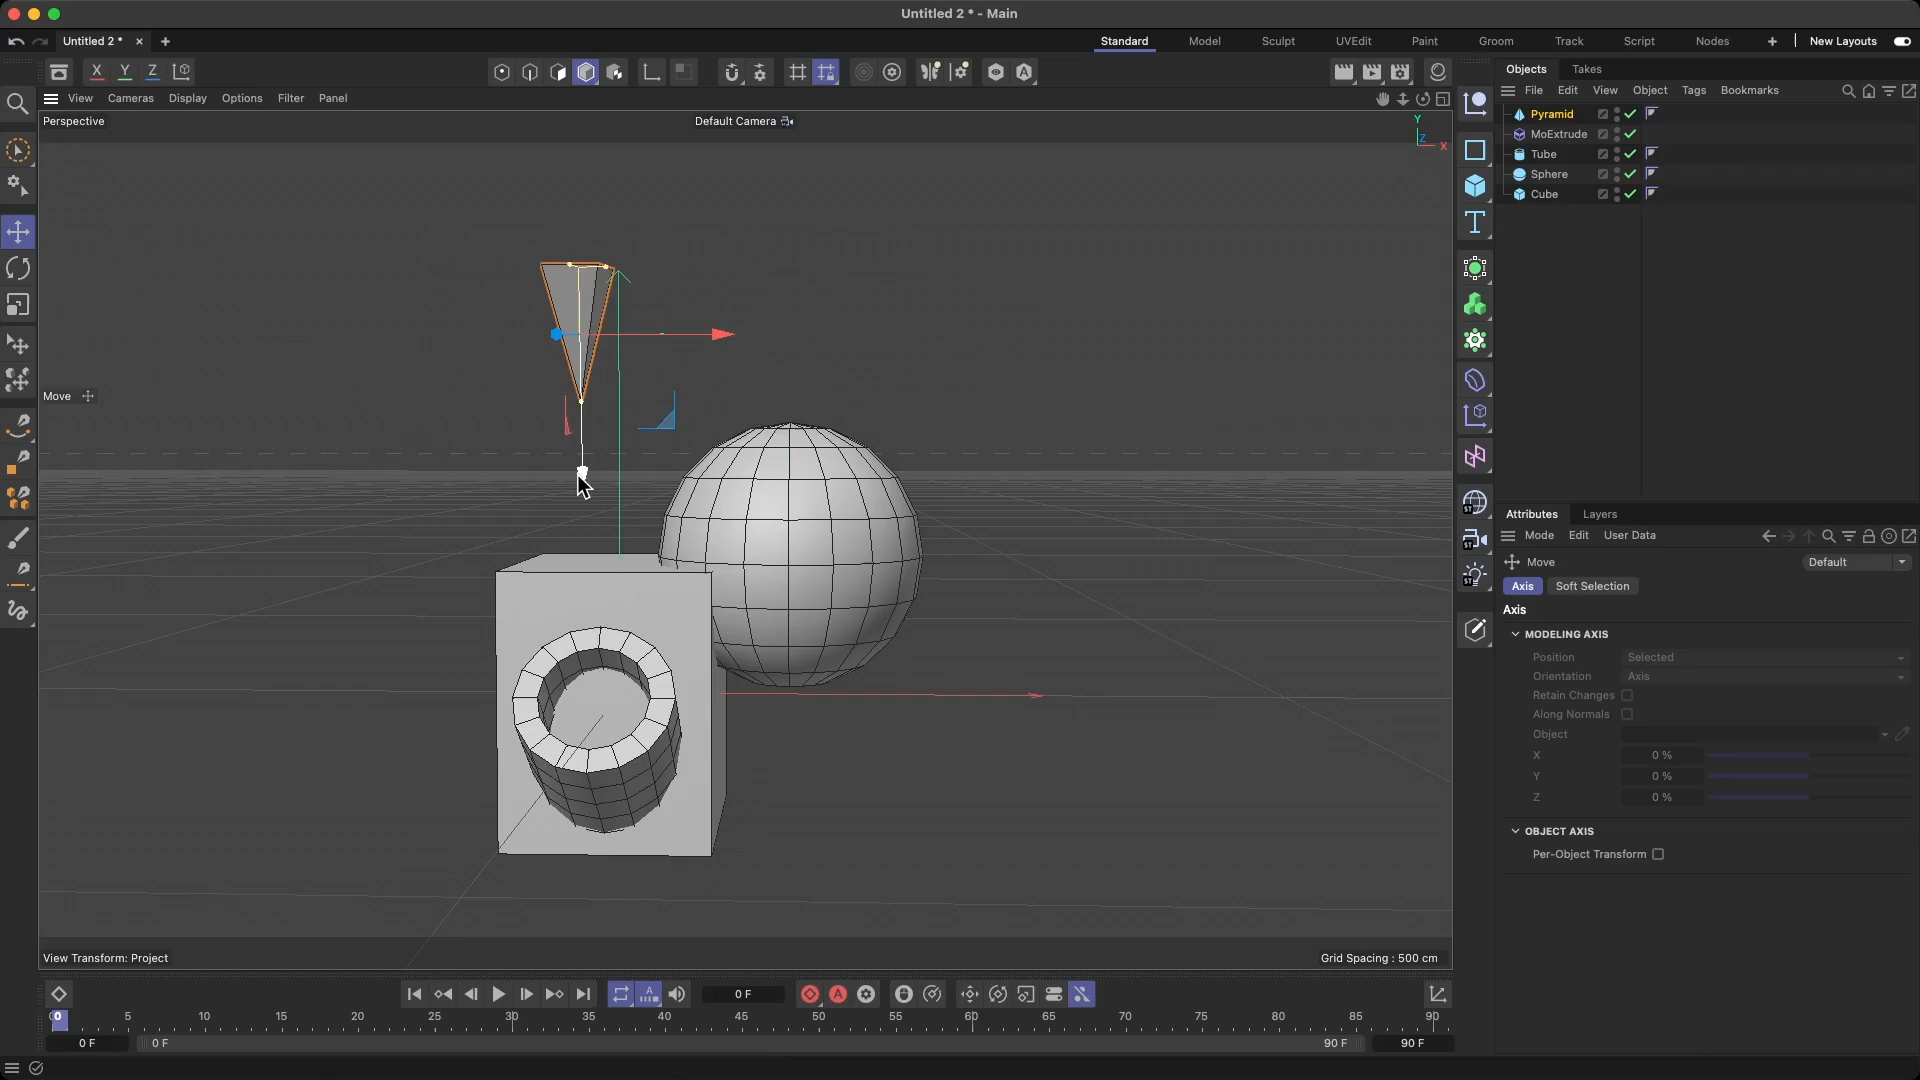 Untitled 2 * - Main
Untitled 2 *
Standard Model Sculpt UVEdit Paint Groom Track Script Nodes New Layouts
X Y Z
Objects Takes
View Cameras Display Options Filter Panel
File Edit View Object Tags Bookmarks
Perspective
Default Camera
Y
Z
X
Pyramid
MoExtrude
Tube
Sphere
Cube
Move
Attributes Layers
Mode Edit User Data
Move
Default
Axis Soft Selection
Axis
MODELING AXIS
Position Selected
Orientation Axis
Retain Changes
Along Normals
Object
X 0 %
Y 0 %
Z 0 %
OBJECT AXIS
Per-Object Transform
ST
ST
ST
View Transform: Project
Grid Spacing : 500 cm
0 F
0 5 10 15 20 25 30 35 40 45 50 55 60 65 70 75 80 85 90
0 F 0 F 90 F 90 F